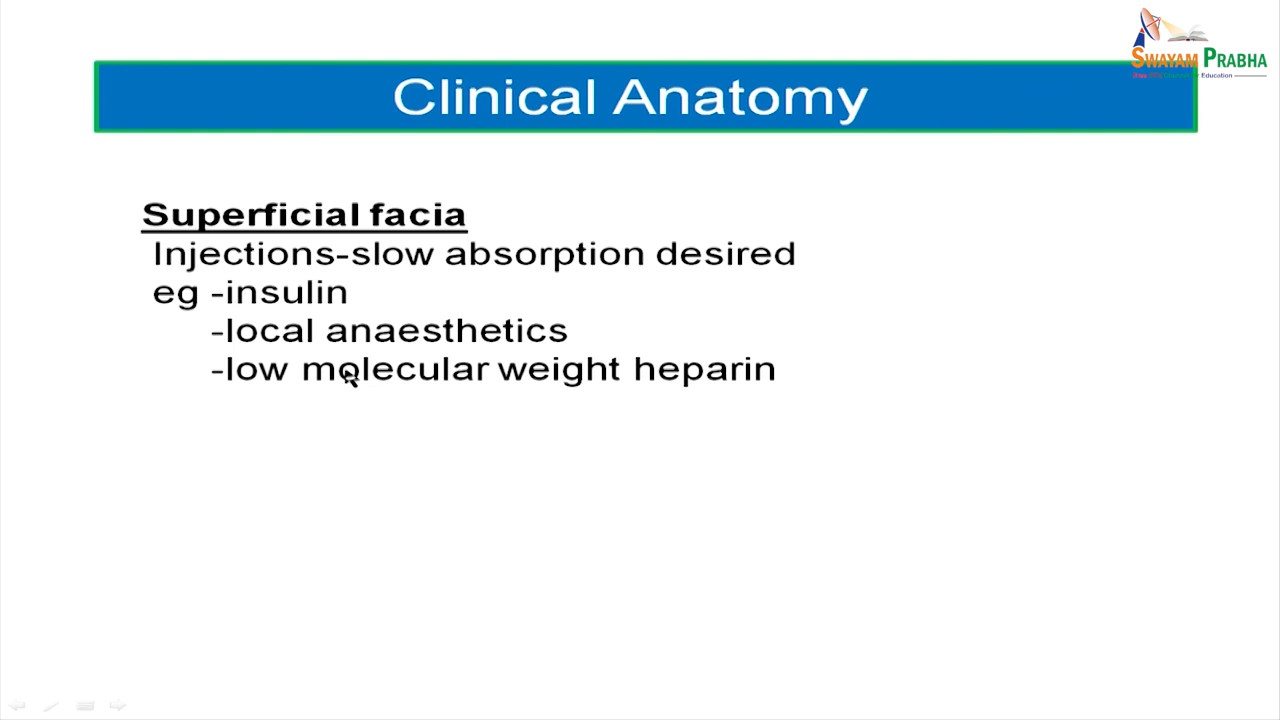 SWAYAM PRABHA
Clinical Anatomy
Superficial facia
Injections-slow absorption desired
eg -insulin
-local anaesthetics
-low molecular weight heparin